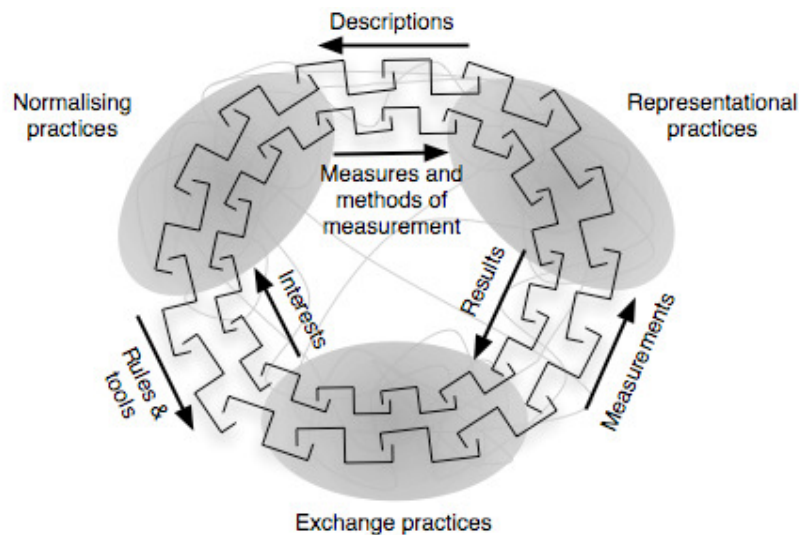 Descriptions
Normalising
practices
Representational
practices
Measures and
methods of
measurement
Interests
Results
Rules &
tools
Measurements
Exchange practices